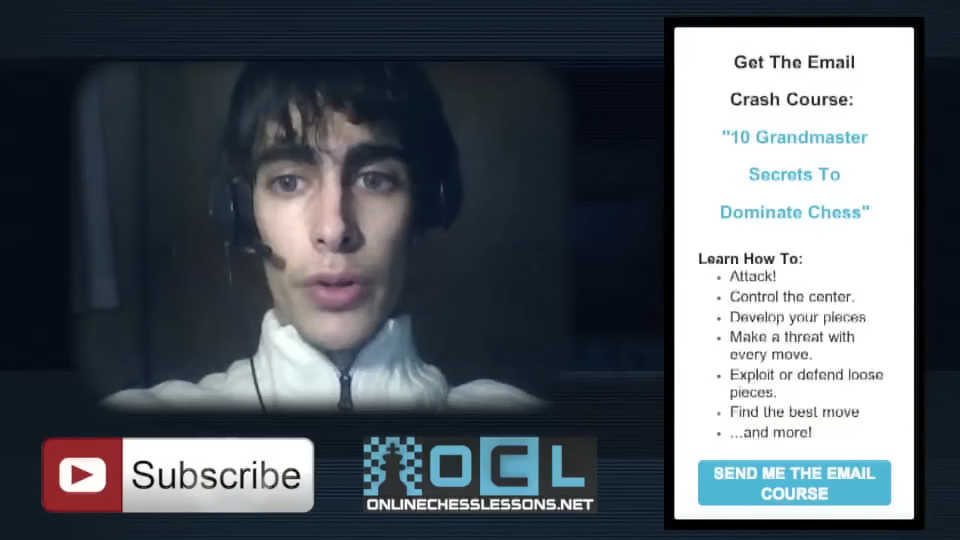 Get The Email
Crash Course:
"10 Grandmaster
Secrets To
Dominate Chess"
Learn How To:
• Attack!
• Control the center.
• Develop your pieces
• Make a threat with
every move.
• Exploit or defend loose
pieces.
• Find the best move
• ...and more!
SEND ME THE EMAIL
COURSE
Subscribe
OCL
ONLINECHESSLESSONS.NET